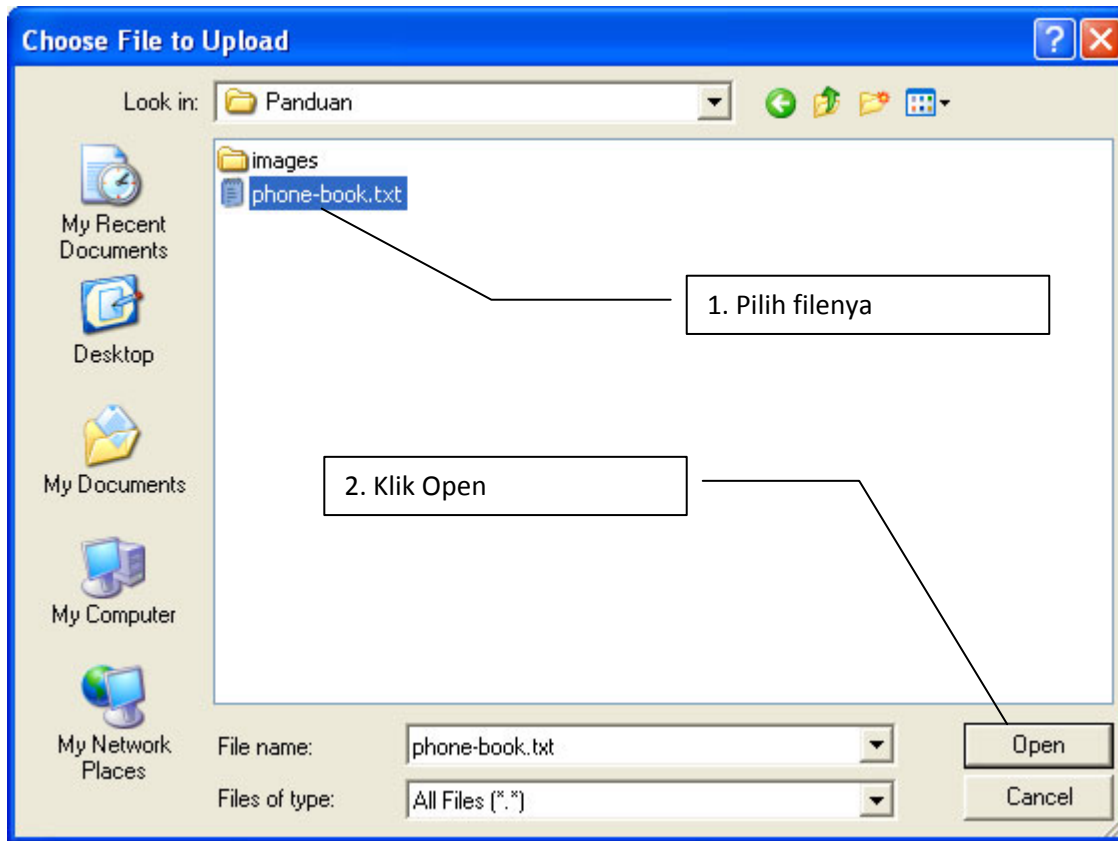 Choose File to Upload
Look in: Panduan
images
phone-book.txt
My Recent
Documents
1. Pilih filenya
Desktop
My Documents
2. Klik Open
My Computer
My Network
Places
File name: phone-book.txt Open
Files of type: All Files (*.*) Cancel